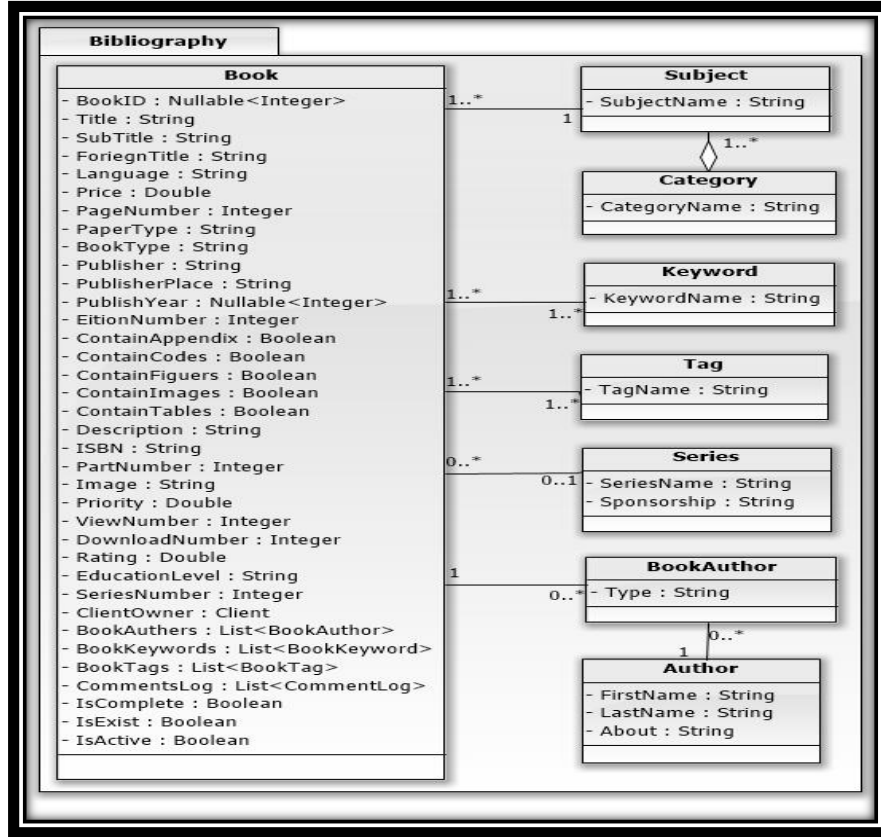 Bibliography
Book
- BookID : Nullable<Integer>
- Title : String
- SubTitle : String
- ForiegnTitle : String
- Language : String
- Price : Double
- PageNumber : Integer
- PaperType : String
- BookType : String
- Publisher : String
- PublisherPlace : String
- PublishYear : Nullable<Integer>
- EitionNumber : Integer
- ContainAppendix : Boolean
- ContainCodes : Boolean
- ContainFiguers : Boolean
- ContainImages : Boolean
- ContainTables : Boolean
- Description : String
- ISBN : String
- PartNumber : Integer
- Image : String
- Priority : Double
- ViewNumber : Integer
- DownloadNumber : Integer
- Rating : Double
- EducationLevel : String
- SeriesNumber : Integer
- ClientOwner : Client
- BookAuthers : List<BookAuthor>
- BookKeywords : List<BookKeyword>
- BookTags : List<BookTag>
- CommentsLog : List<CommentLog>
- IsComplete : Boolean
- IsExist : Boolean
- IsActive : Boolean
1..*
1
Subject
- SubjectName : String
1..*
Category
- CategoryName : String
1..*
1..*
Keyword
- KeywordName : String
1..*
1..*
Tag
- TagName : String
0..*
0..1
Series
- SeriesName : String
- Sponsorship : String
1
0..*
BookAuthor
- Type : String
0..*
1
Author
- FirstName : String
- LastName : String
- About : String